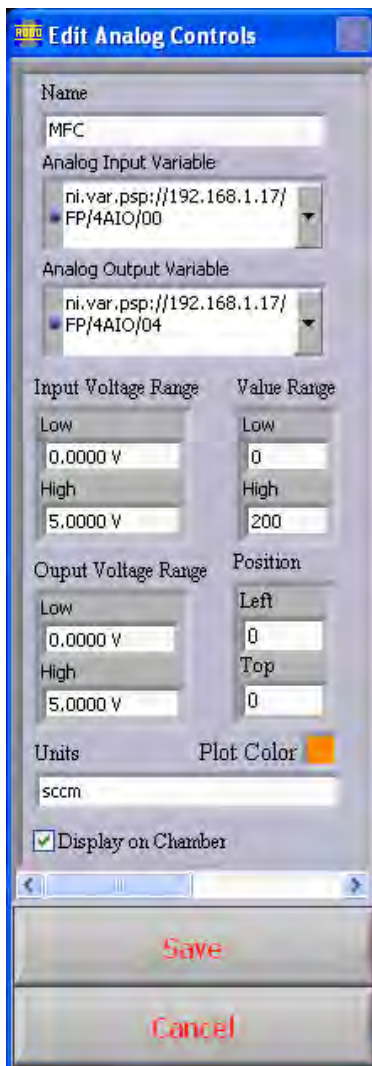 Edit Analog Controls
Name
MFC
Analog Input Variable
ni.var.psp://192.168.1.17/
FP/4AIO/00
Analog Output Variable
ni.var.psp://192.168.1.17/
FP/4AIO/04
Input Voltage Range
Low
0.0000 V
High
5.0000 V
Value Range
Low
0
High
200
Ouput Voltage Range
Low
0.0000 V
High
5.0000 V
Position
Left
0
Top
0
Units
Plot Color
sccm
Display on Chamber
Save
Cancel